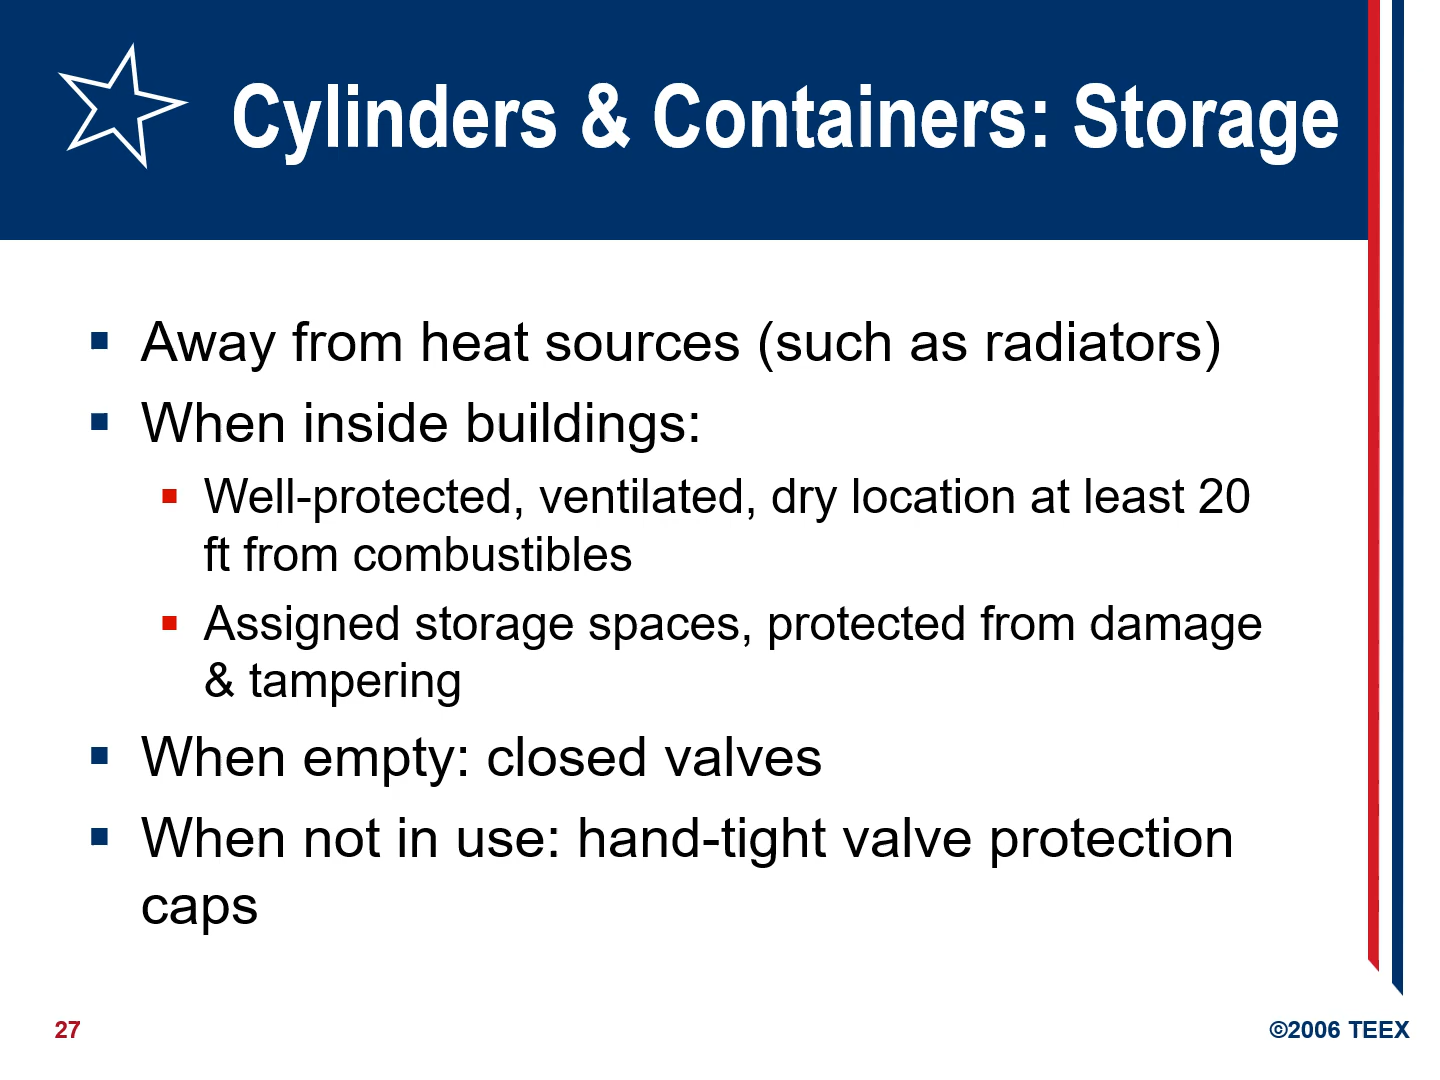 Cylinders & Containers: Storage
▪ Away from heat sources (such as radiators)
▪ When inside buildings:
▪ Well-protected, ventilated, dry location at least 20
ft from combustibles
▪ Assigned storage spaces, protected from damage
& tampering
▪ When empty: closed valves
▪ When not in use: hand-tight valve protection
caps
27
©2006 TEEX